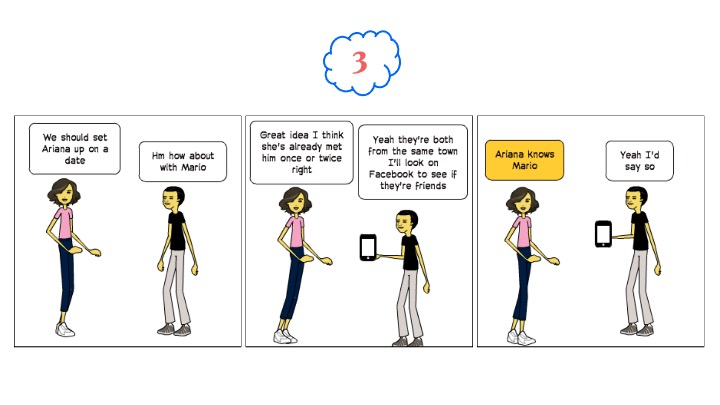 3
We should set
Ariana up on a
date
Hm how about
with Mario
Great idea I think
she's already met
him once or twice
right
Yeah they're both
from the same town
I'll look on
Facebook to see if
they're friends
Ariana knows
Mario
Yeah I'd
say so